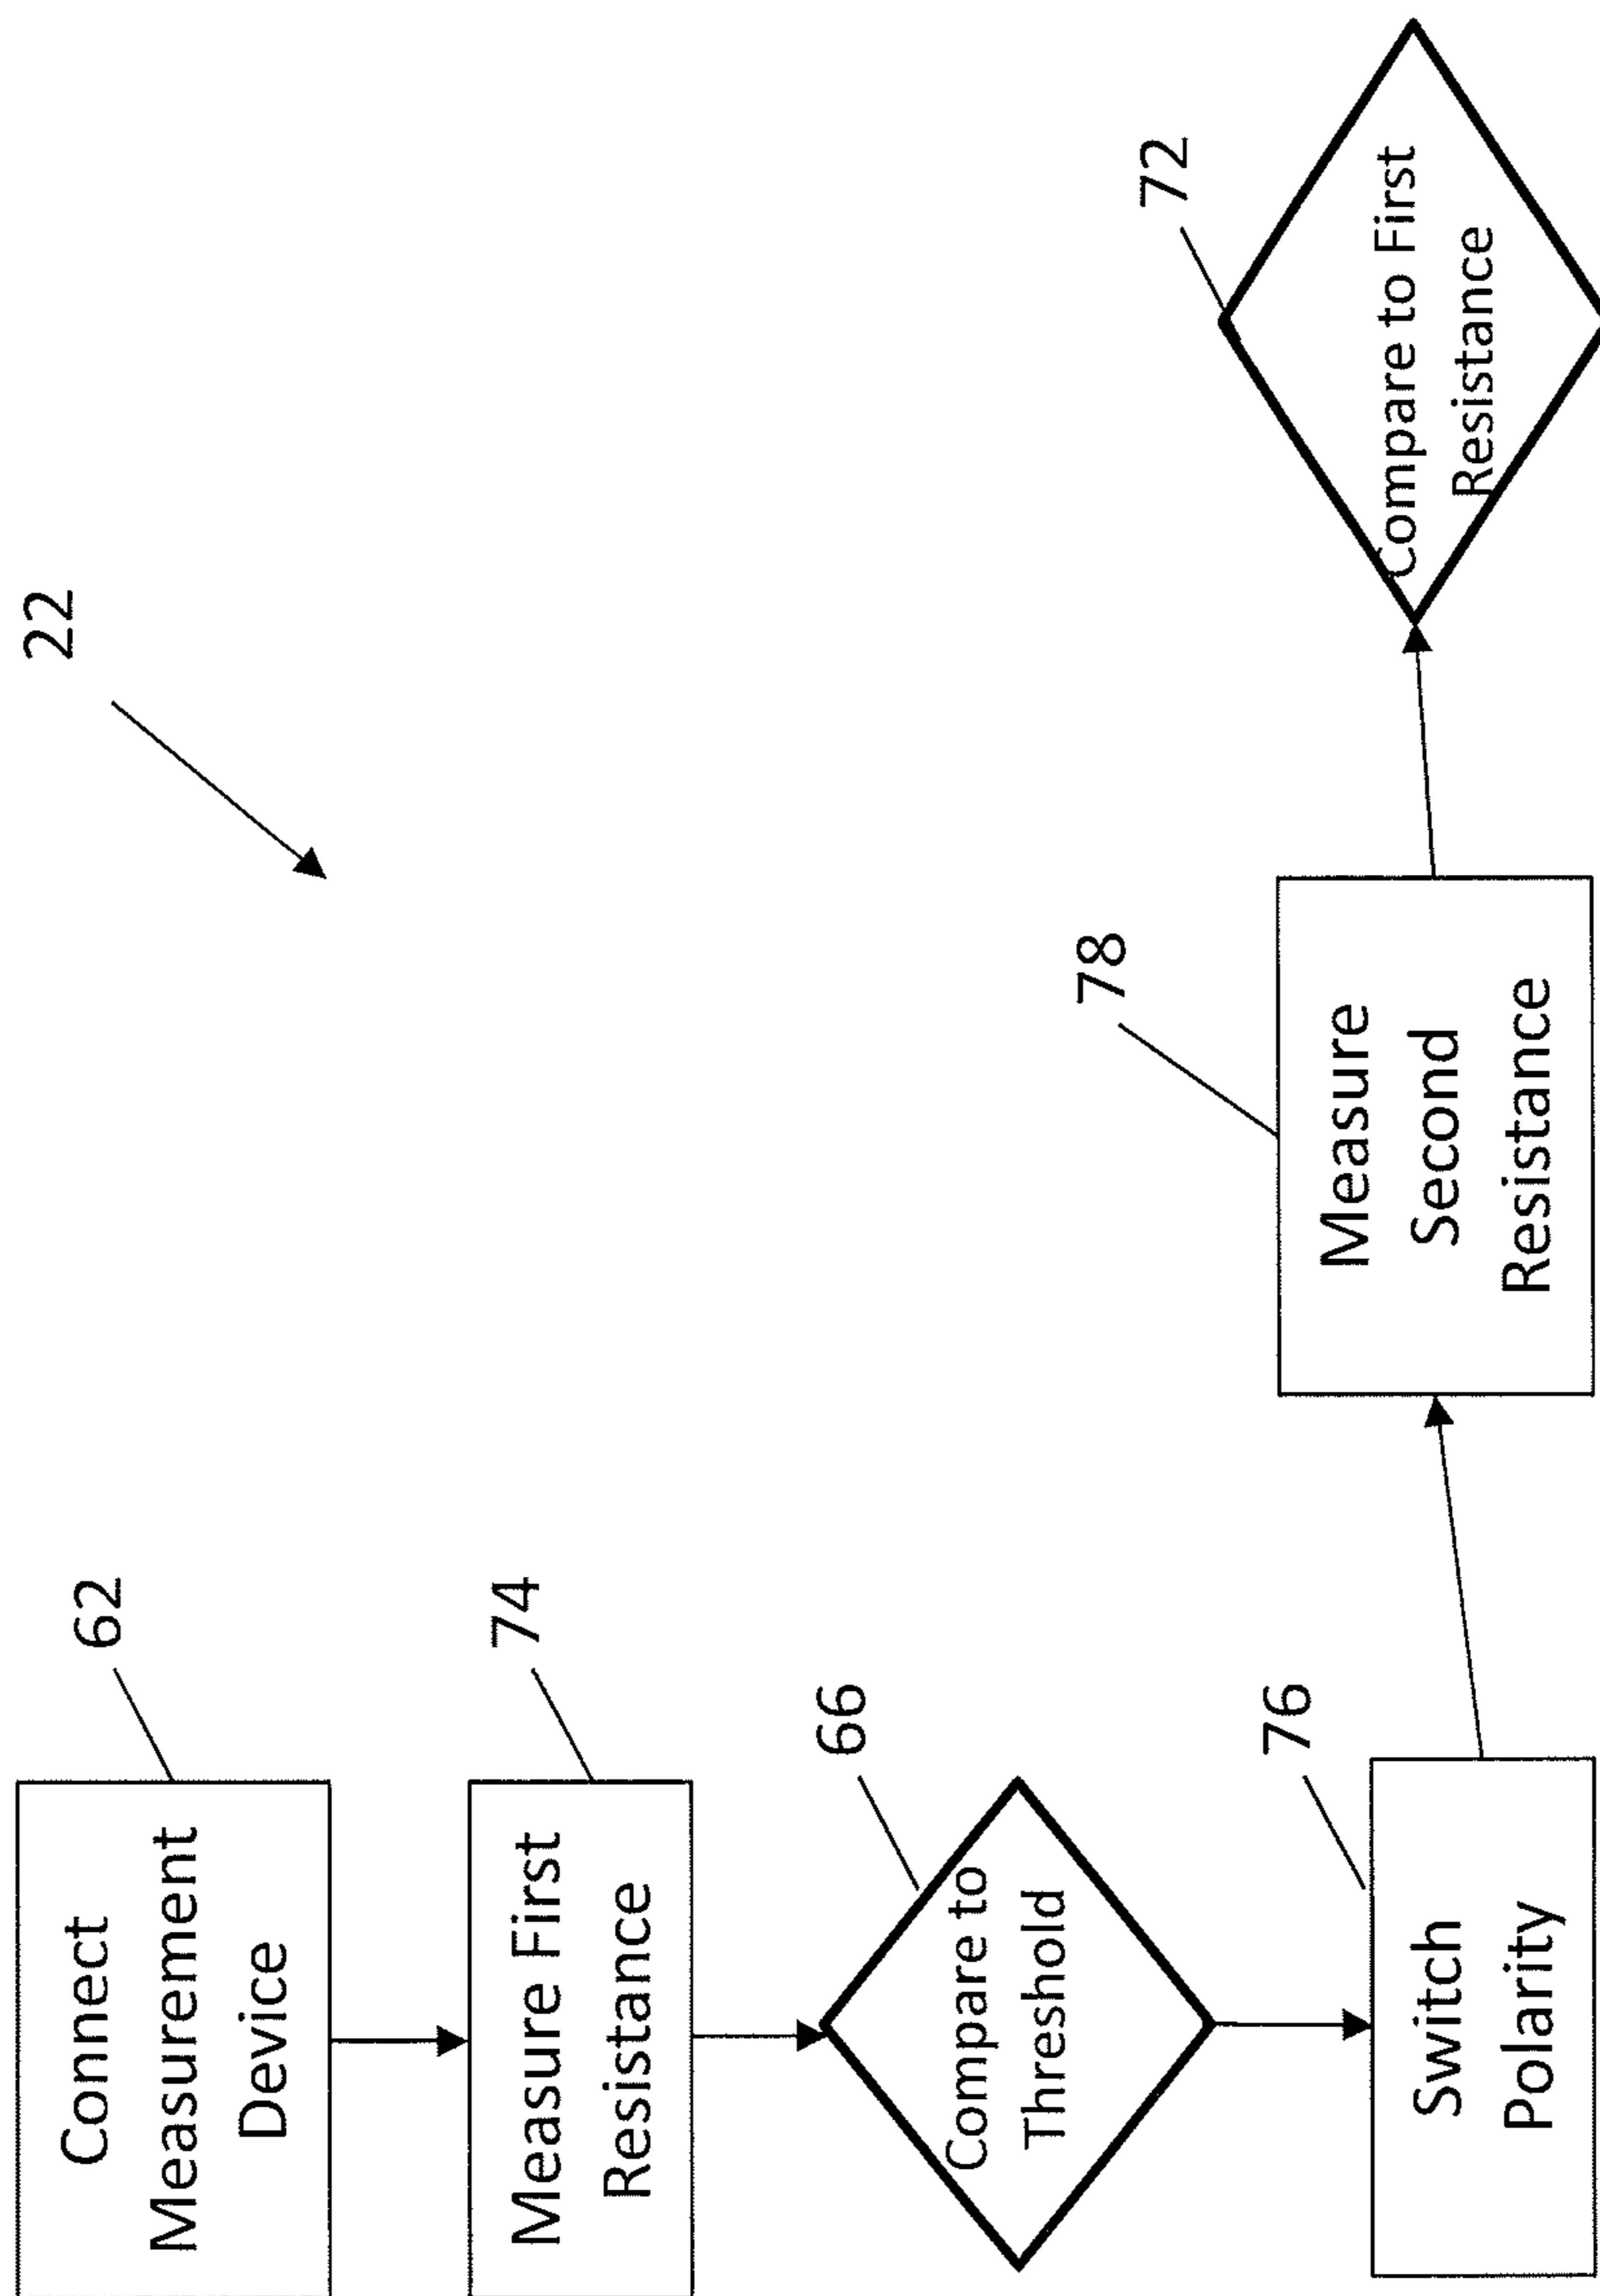 22
62
Connect
Measurement
Device
74
Measure First
Resistance
66
Compare to
Threshold
76
Switch
Polarity
78
Measure
Second
Resistance
72
Compare to First
Resistance